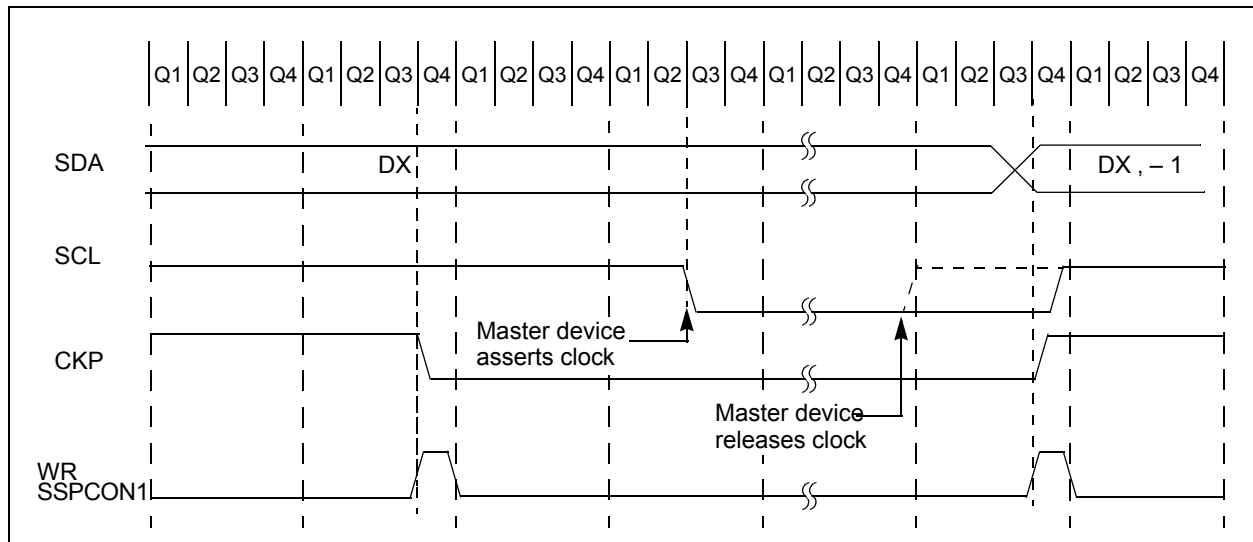 Q1 Q2 Q3 Q4 Q1 Q2 Q3 Q4 Q1 Q2 Q3 Q4 Q1 Q2 Q3 Q4 Q1 Q2 Q3 Q4 Q1 Q2 Q3 Q4 Q1 Q2 Q3 Q4
SDA
DX
DX , – 1
SCL
Master device
asserts clock
CKP
Master device
releases clock
WR
SSPCON1